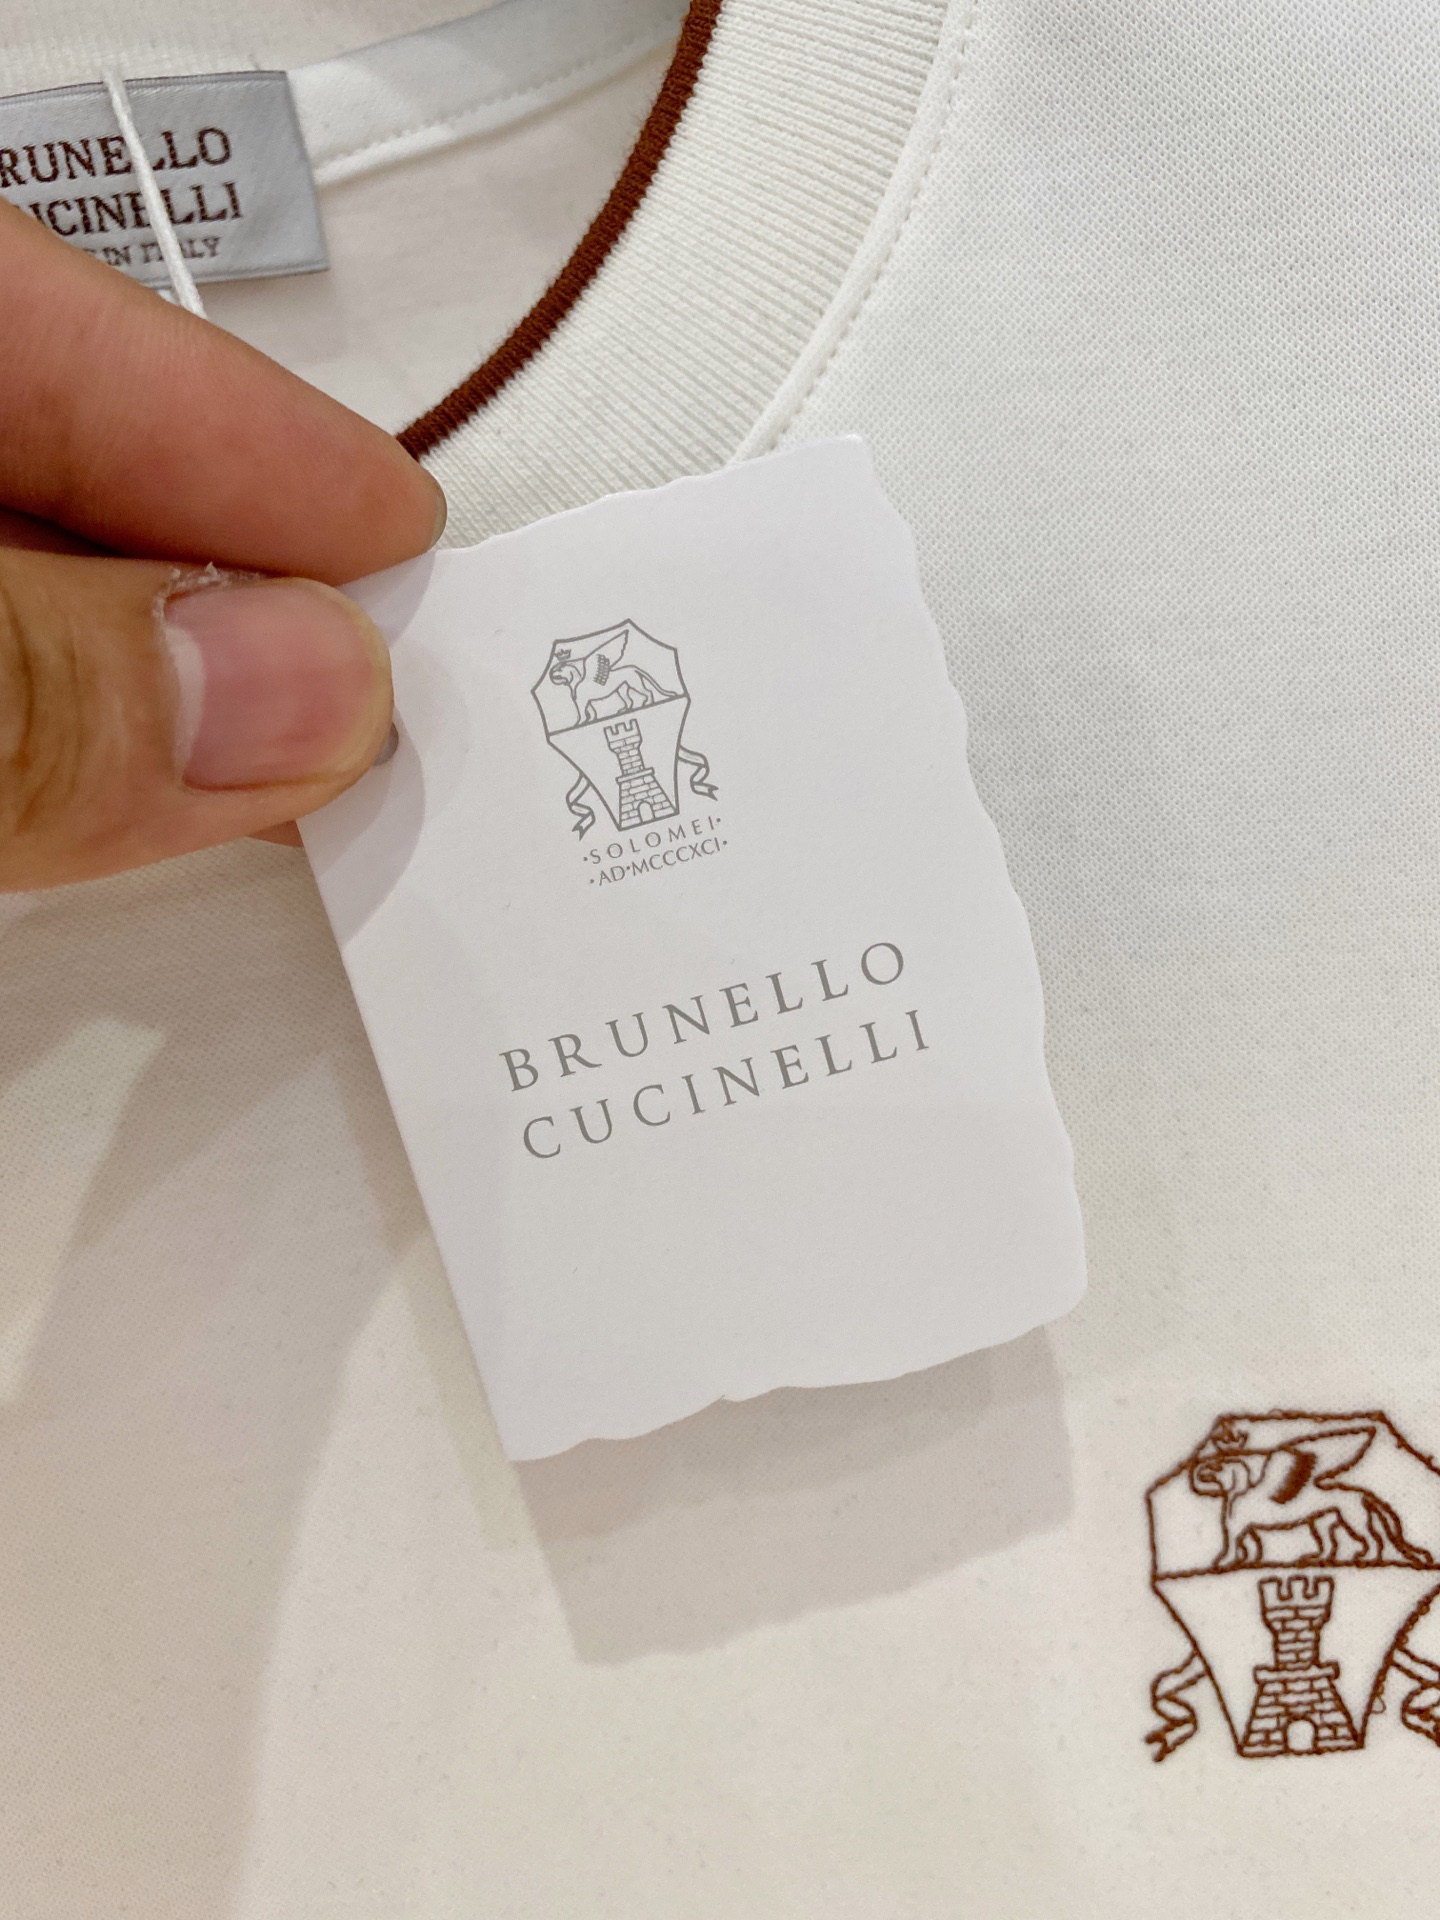 BRUNELLO
CUCINELLI
IN ITALY
·SOLOMEI·
·AD·MCCCXCI·
BRUNELLO
CUCINELLI